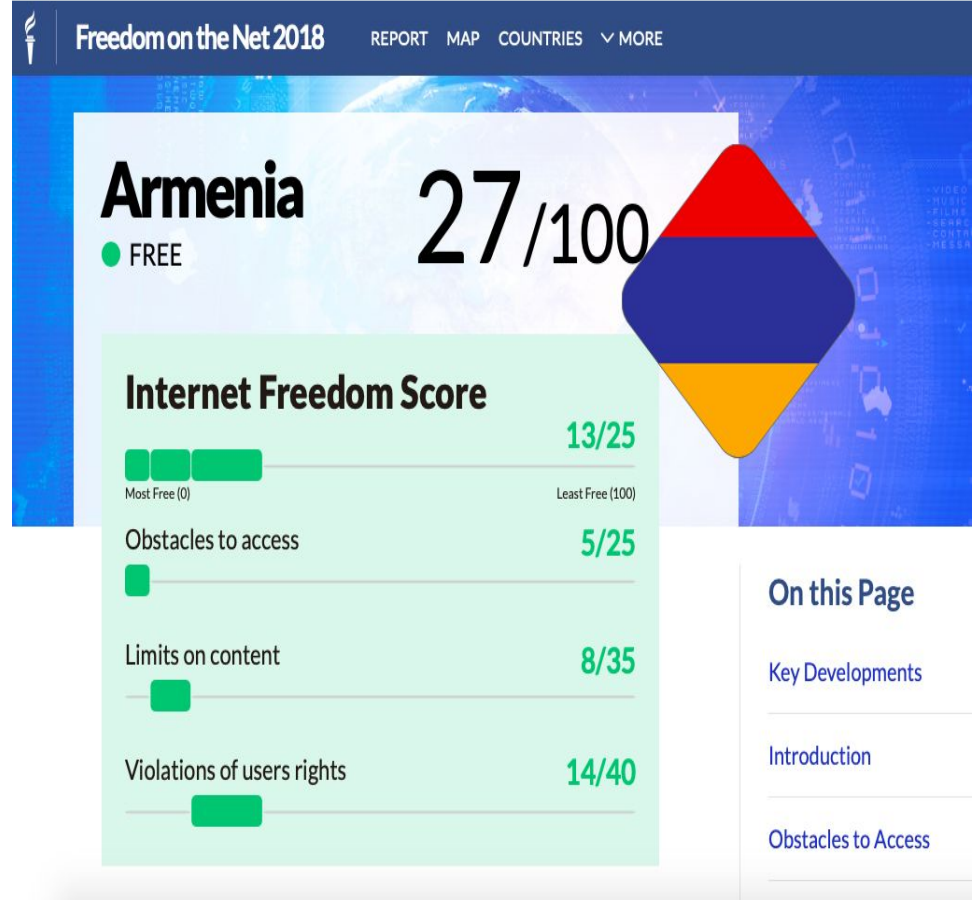 Freedom on the Net 2018 REPORT MAP COUNTRIES MORE
Armenia
27/100
FREE
Internet Freedom Score
13/25
Most Free (0) Least Free (100)
Obstacles to access 5/25
Limits on content 8/35
Violations of users rights 14/40
On this Page
Key Developments
Introduction
Obstacles to Access